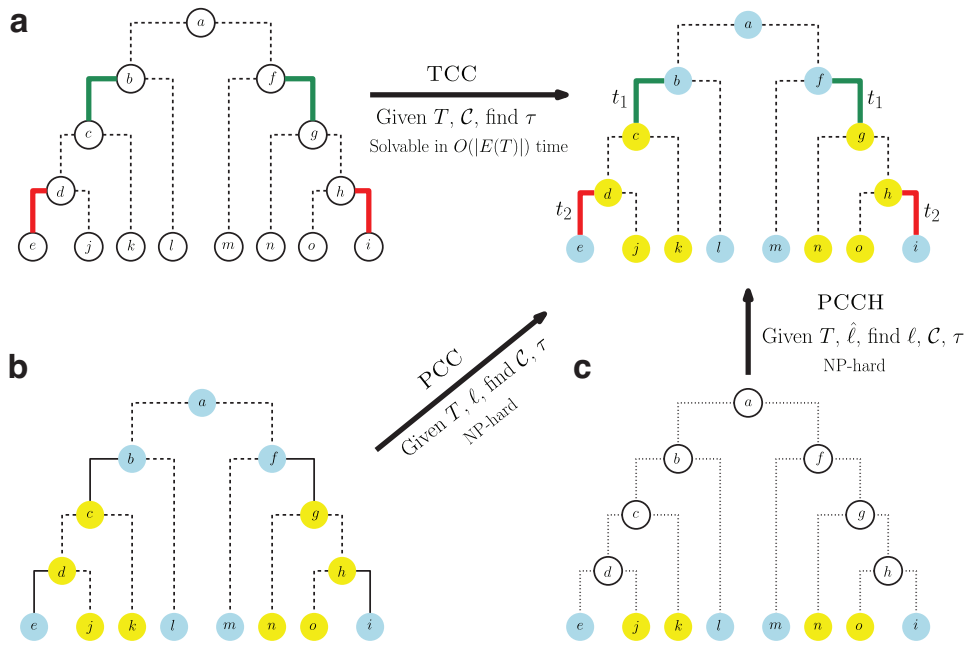 a
a
b
f
c
g
d
h
e
j
k
l
m
n
o
i
TCC
Given T, 𝒞, find τ
Solvable in O(|E(T)|) time
a
b
f
t₁
t₁
c
g
d
h
t₂
t₂
e
j
k
l
m
n
o
i
PCCH
Given T, ℓ̂, find ℓ, 𝒞, τ
NP-hard
PCC
Given T, ℓ, find 𝒞, τ
NP-hard
b
a
b
f
c
g
d
h
e
j
k
l
m
n
o
i
c
a
b
f
c
g
d
h
e
j
k
l
m
n
o
i